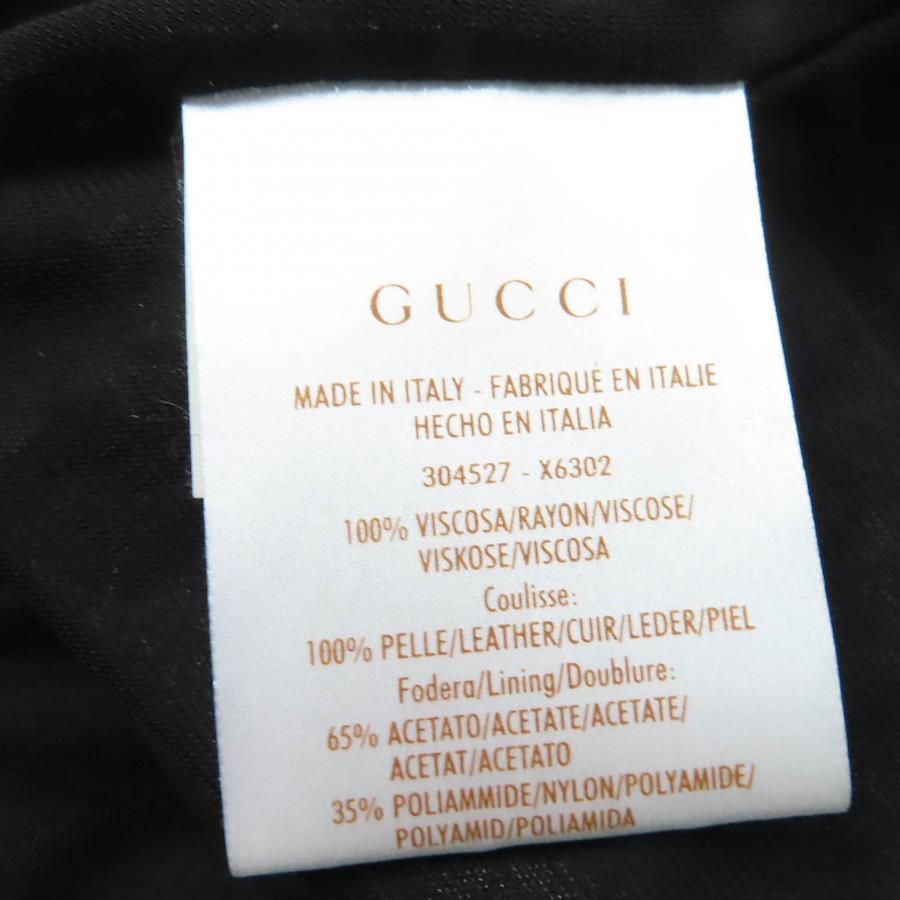 GUCCI
MADE IN ITALY - FABRIQUÉ EN ITALIE
HECHO EN ITALIA
304527 - X6302
100% VISCOSA/RAYON/VISCOSE/
VISKOSE/VISCOSA
Coulisse:
100% PELLE/LEATHER/CUIR/LEDER/PIEL
Fodera/Lining/Doublure:
65% ACETATO/ACETATE/ACETATE/
ACETAT/ACETATO
35% POLIAMMIDE/NYLON/POLYAMIDE/
POLYAMID/POLIAMIDA